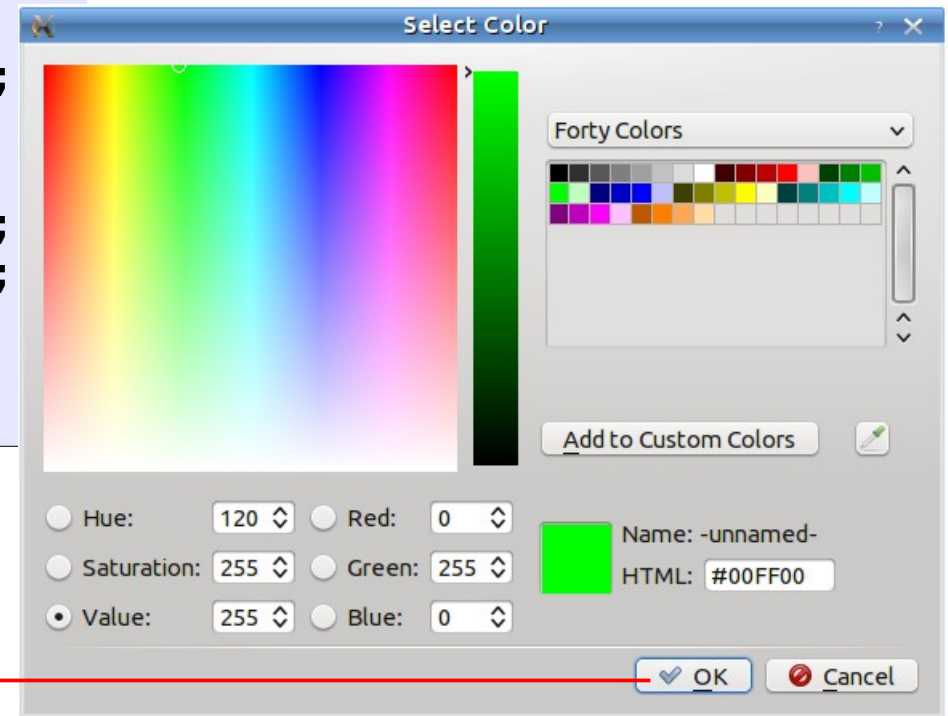 ;
;
;
Select Color
?
Forty Colors
Add to Custom Colors
Hue: 120 Red: 0
Saturation: 255 Green: 255
Value: 255 Blue: 0
Name: -unnamed-
HTML: #00FF00
OK Cancel